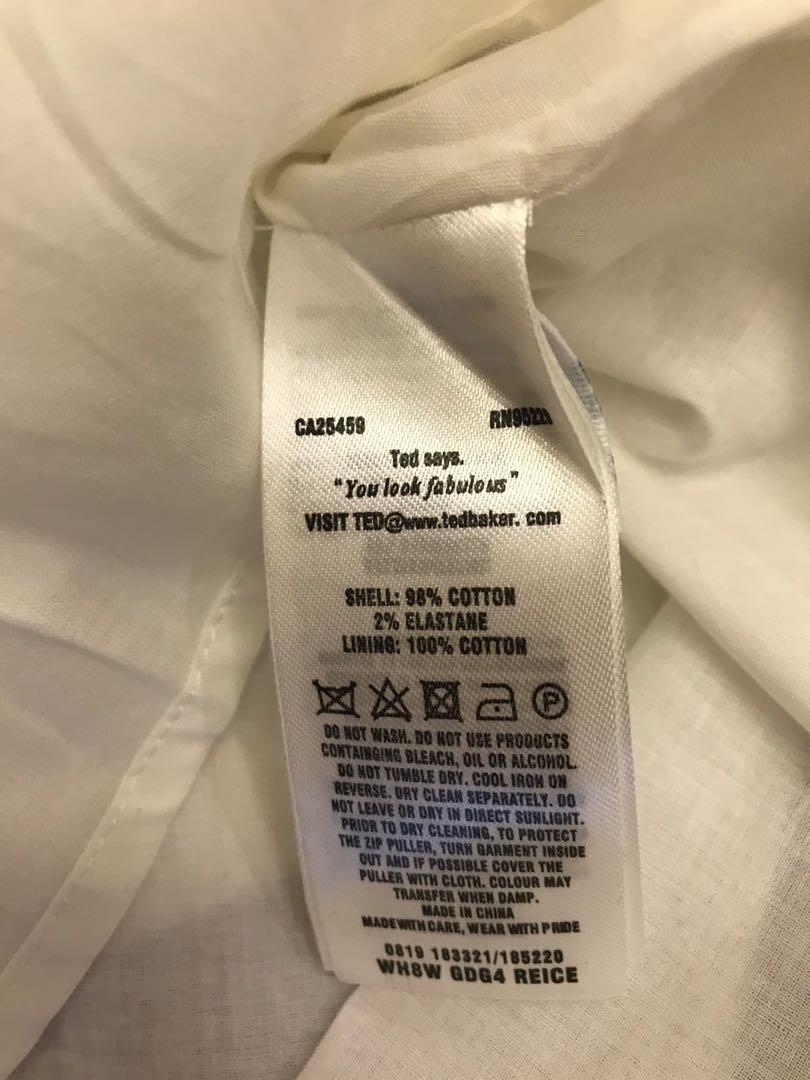 CA25459 RN95220
Ted says.
"You look fabulous"
VISIT TED@www.tedbaker. com
SHELL: 98% COTTON
2% ELASTANE
LINING: 100% COTTON
P
DO NOT WASH. DO NOT USE PRODUCTS
CONTAINGING BLEACH, OIL OR ALCOHOL.
DO NOT TUMBLE DRY. COOL IRON ON
REVERSE. DRY CLEAN SEPARATELY. DO
NOT LEAVE OR DRY IN DIRECT SUNLIGHT.
PRIOR TO DRY CLEANING, TO PROTECT
THE ZIP PULLER, TURN GARMENT INSIDE
OUT AND IF POSSIBLE COVER THE
PULLER WITH CLOTH. COLOUR MAY
TRANSFER WHEN DAMP.
MADE IN CHINA
MADE WITH CARE, WEAR WITH PRIDE
0819 183321/185220
WH8W GDG4 REICE